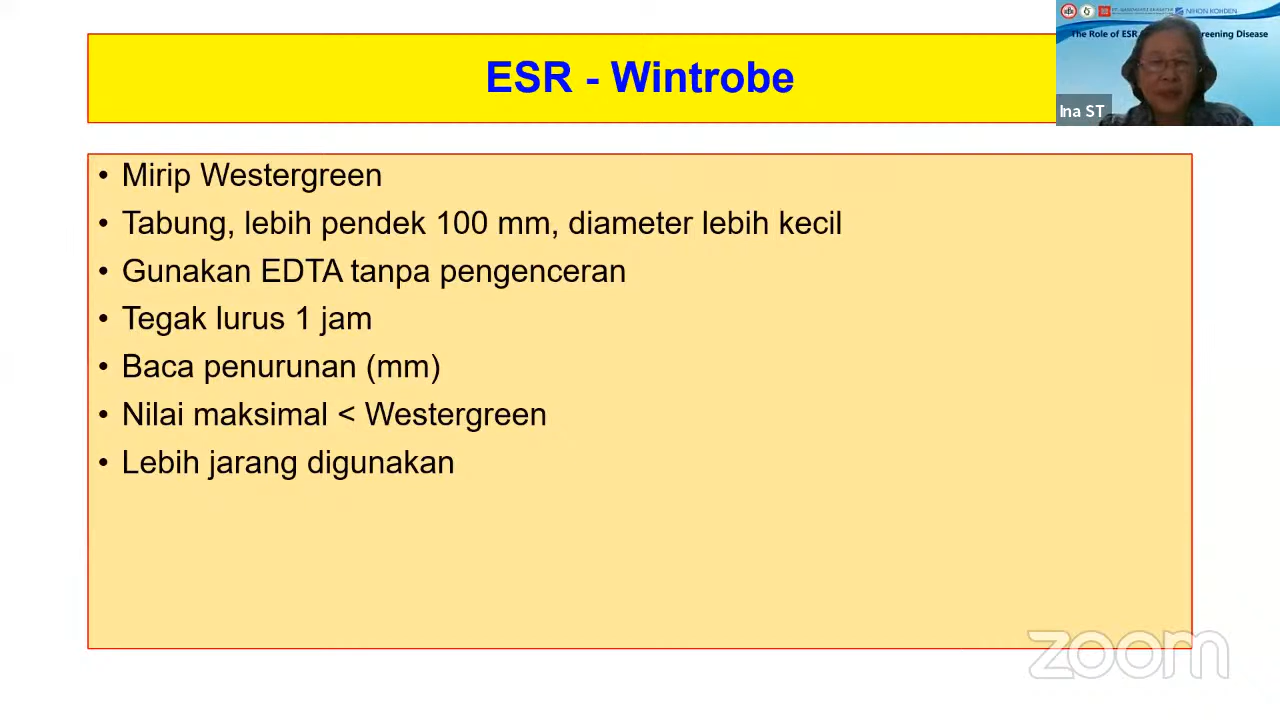 ESR - Wintrobe
• Mirip Westergreen
• Tabung, lebih pendek 100 mm, diameter lebih kecil
• Gunakan EDTA tanpa pengenceran
• Tegak lurus 1 jam
• Baca penurunan (mm)
• Nilai maksimal < Westergreen
• Lebih jarang digunakan
NIHON KOHDEN
The Role of ESR reening Disease
Ina ST
zoom